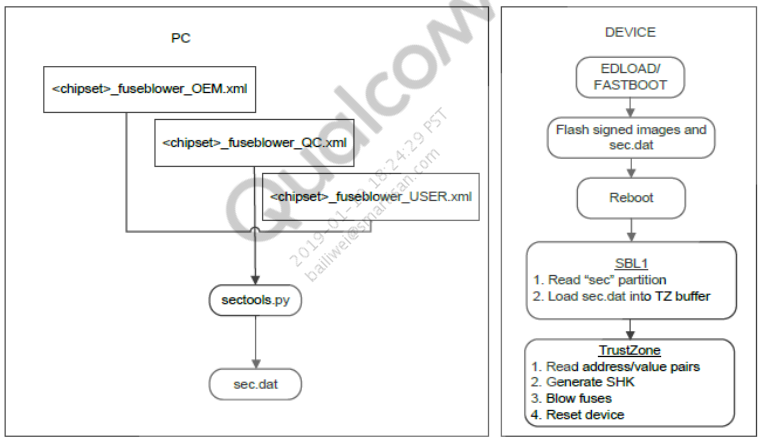 PC
<chipset>_fuseblower_OEM.xml
<chipset>_fuseblower_QC.xml
<chipset>_fuseblower_USER.xml
sectools.py
sec.dat
DEVICE
EDLOAD/
FASTBOOT
Flash signed images and
sec.dat
Reboot
SBL1
1. Read "sec" partition
2. Load sec.dat into TZ buffer
TrustZone
1. Read address/value pairs
2. Generate SHK
3. Blow fuses
4. Reset device
Qualcom